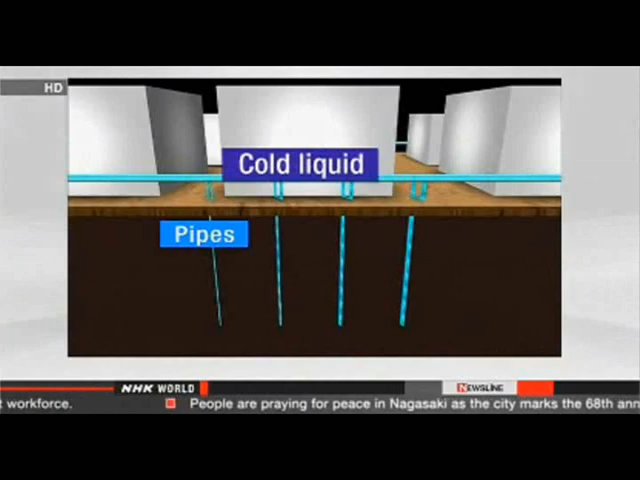 HD
Cold liquid
Pipes
NHK WORLD
NEWSLINE
t workforce. People are praying for peace in Nagasaki as the city marks the 68th ann